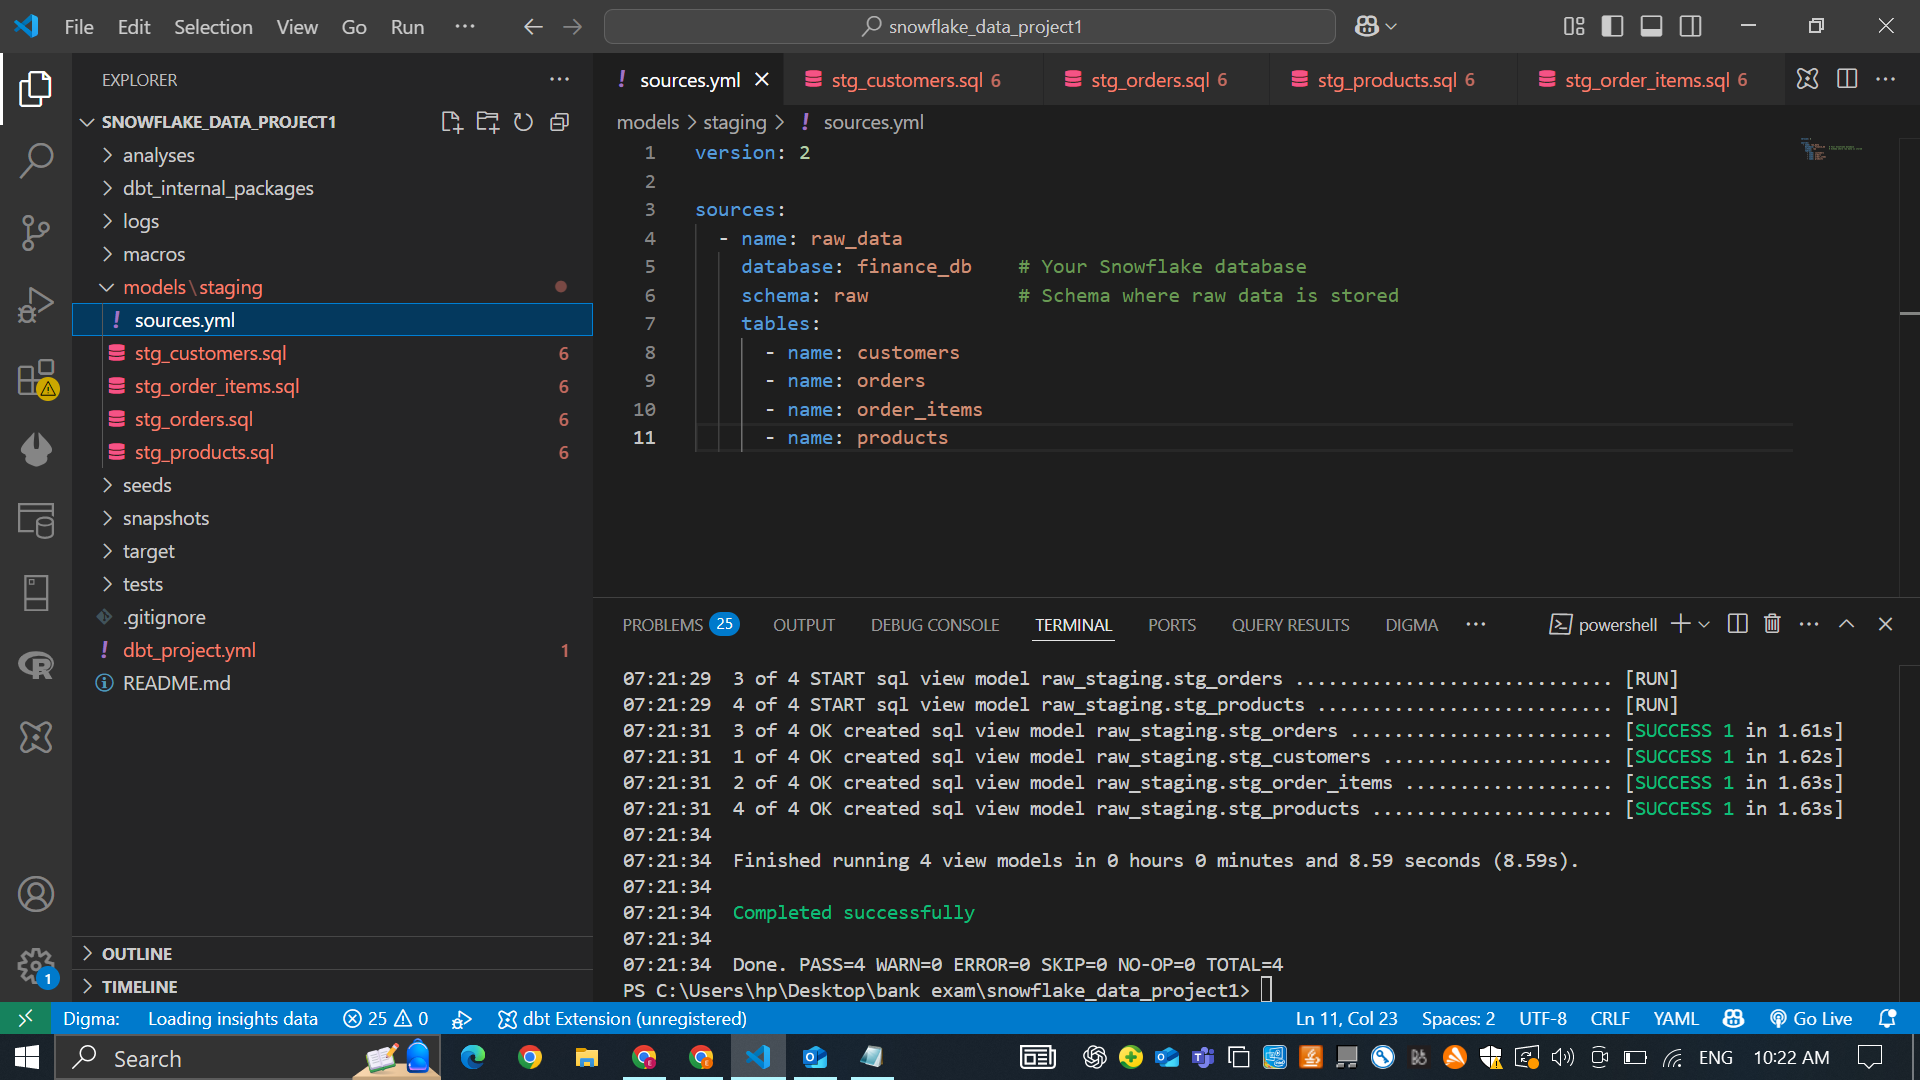 File Edit Selection View Go Run ··· snowflake_data_project1
EXPLORER
SNOWFLAKE_DATA_PROJECT1
analyses
dbt_internal_packages
logs
macros
models\staging
! sources.yml
stg_customers.sql 6
stg_order_items.sql 6
stg_orders.sql 6
stg_products.sql 6
seeds
snapshots
target
tests
.gitignore
! dbt_project.yml 1
README.md
OUTLINE
TIMELINE
! sources.yml stg_customers.sql 6 stg_orders.sql 6 stg_products.sql 6 stg_order_items.sql 6
models > staging > ! sources.yml
1 version: 2
2
3 sources:
4 - name: raw_data
5 database: finance_db # Your Snowflake database
6 schema: raw # Schema where raw data is stored
7 tables:
8 - name: customers
9 - name: orders
10 - name: order_items
11 - name: products
PROBLEMS 25 OUTPUT DEBUG CONSOLE TERMINAL PORTS QUERY RESULTS DIGMA ··· powershell
07:21:29 3 of 4 START sql view model raw_staging.stg_orders ............................. [RUN]
07:21:29 4 of 4 START sql view model raw_staging.stg_products ........................... [RUN]
07:21:31 3 of 4 OK created sql view model raw_staging.stg_orders ........................ [SUCCESS 1 in 1.61s]
07:21:31 1 of 4 OK created sql view model raw_staging.stg_customers ..................... [SUCCESS 1 in 1.62s]
07:21:31 2 of 4 OK created sql view model raw_staging.stg_order_items ................... [SUCCESS 1 in 1.63s]
07:21:31 4 of 4 OK created sql view model raw_staging.stg_products ...................... [SUCCESS 1 in 1.63s]
07:21:34
07:21:34 Finished running 4 view models in 0 hours 0 minutes and 8.59 seconds (8.59s).
07:21:34
07:21:34 Completed successfully
07:21:34
07:21:34 Done. PASS=4 WARN=0 ERROR=0 SKIP=0 NO-OP=0 TOTAL=4
PS C:\Users\hp\Desktop\bank exam\snowflake_data_project1>
1
Digma: Loading insights data 25 0 dbt Extension (unregistered) Ln 11, Col 23 Spaces: 2 UTF-8 CRLF YAML Go Live
Search ENG 10:22 AM